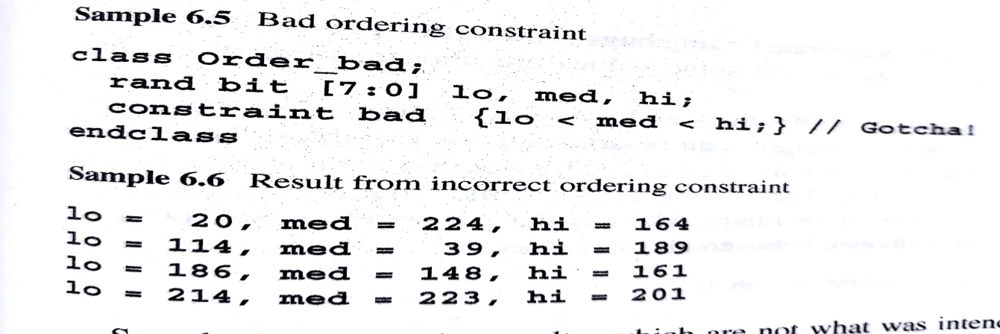 Sample 6.5 Bad ordering constraint
class Order_bad;
rand bit [7:0] lo, med, hi;
constraint bad {lo < med < hi;} // Gotcha!
endclass
Sample 6.6 Result from incorrect ordering constraint
lo = 20, med = 224, hi = 164
lo = 114, med = 39, hi = 189
lo = 186, med = 148, hi = 161
lo = 214, med = 223, hi = 201
which are not what was